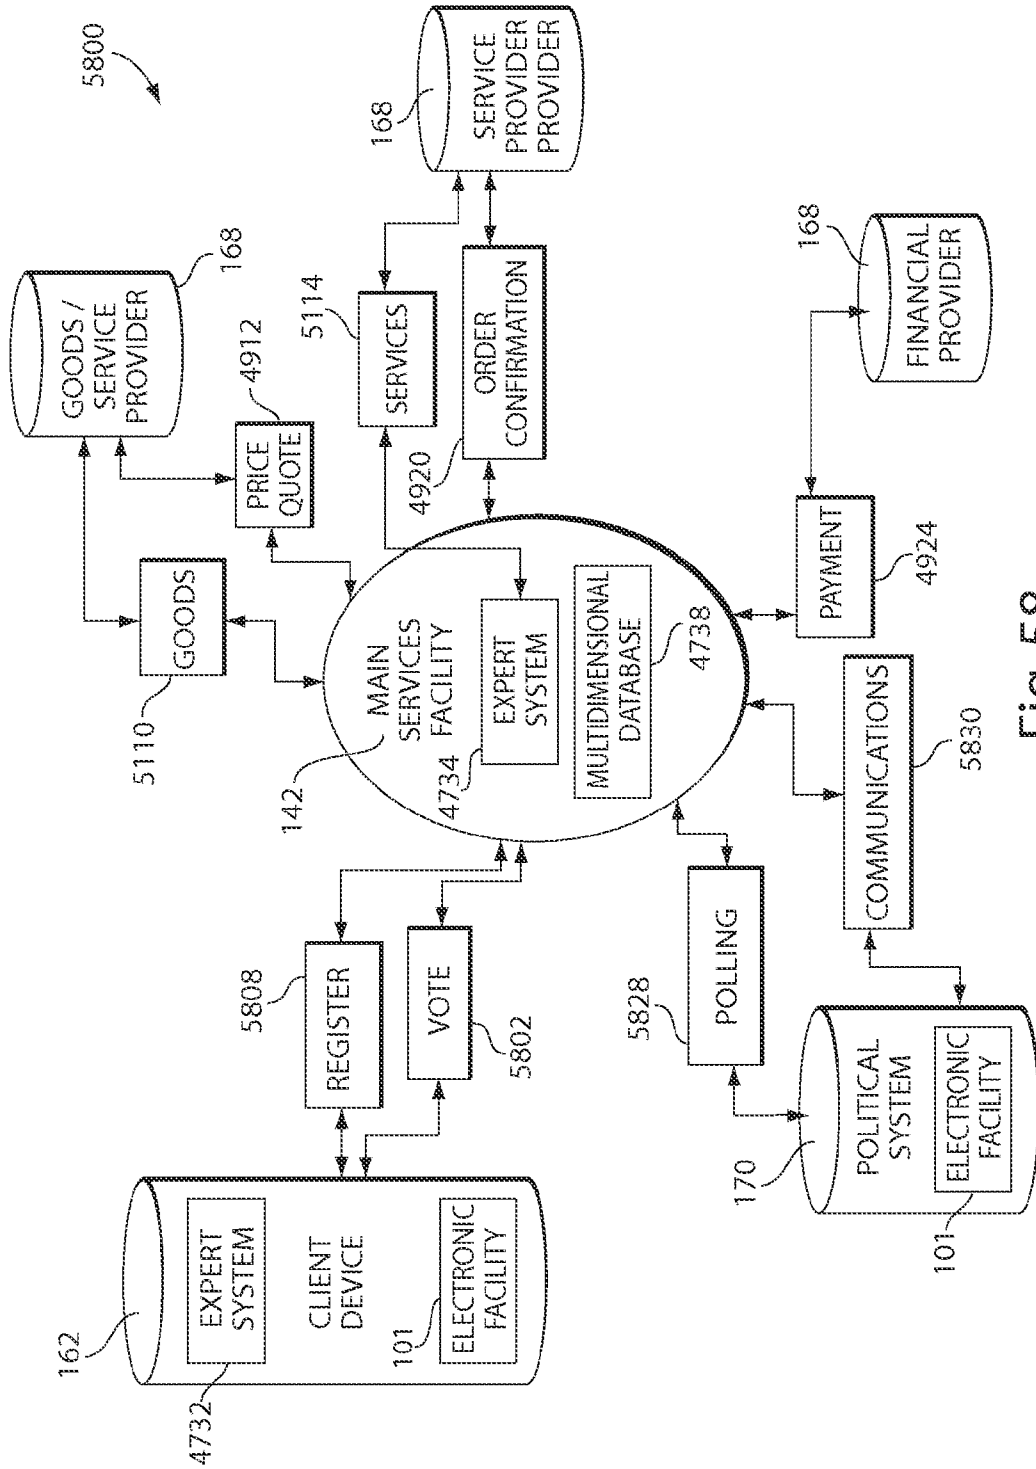 5800
162
EXPERT
SYSTEM
4732
CLIENT
DEVICE
101
ELECTRONIC
FACILITY
5808
REGISTER
VOTE
5802
5110
GOODS
GOODS /
SERVICE
PROVIDER
168
PRICE
QUOTE
4912
142
MAIN
SERVICES
FACILITY
4734
EXPERT
SYSTEM
MULTIDIMENSIONAL
DATABASE
4738
5114
SERVICES
4920
ORDER
CONFIRMATION
168
SERVICE
PROVIDER
PROVIDER
5828
POLLING
170
POLITICAL
SYSTEM
101
ELECTRONIC
FACILITY
COMMUNICATIONS
5830
PAYMENT
4924
168
FINANCIAL
PROVIDER
Fig. 58